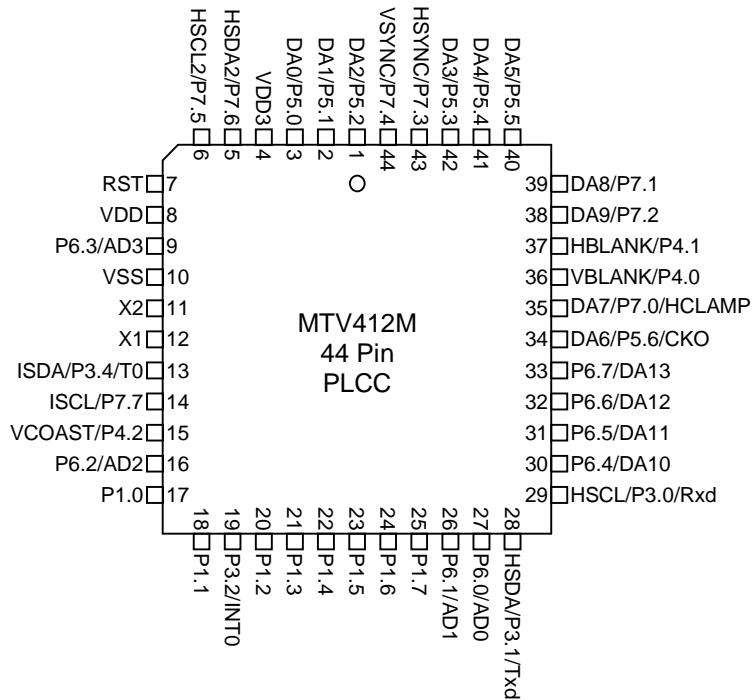 HSCL2/P7.5
HSDA2/P7.6
VDD3
DA0/P5.0
DA1/P5.1
DA2/P5.2
VSYNC/P7.4
HSYNC/P7.3
DA3/P5.3
DA4/P5.4
DA5/P5.5
6
5
4
3
2
1
44
43
42
41
40
RST 7
VDD 8
P6.3/AD3 9
VSS 10
X2 11
X1 12
ISDA/P3.4/T0 13
ISCL/P7.7 14
VCOAST/P4.2 15
P6.2/AD2 16
P1.0 17
MTV412M
44 Pin
PLCC
39 DA8/P7.1
38 DA9/P7.2
37 HBLANK/P4.1
36 VBLANK/P4.0
35 DA7/P7.0/HCLAMP
34 DA6/P5.6/CKO
33 P6.7/DA13
32 P6.6/DA12
31 P6.5/DA11
30 P6.4/DA10
29 HSCL/P3.0/Rxd
18
19
20
21
22
23
24
25
26
27
28
P1.1
P3.2/INT0
P1.2
P1.3
P1.4
P1.5
P1.6
P1.7
P6.1/AD1
P6.0/AD0
HSDA/P3.1/Txd